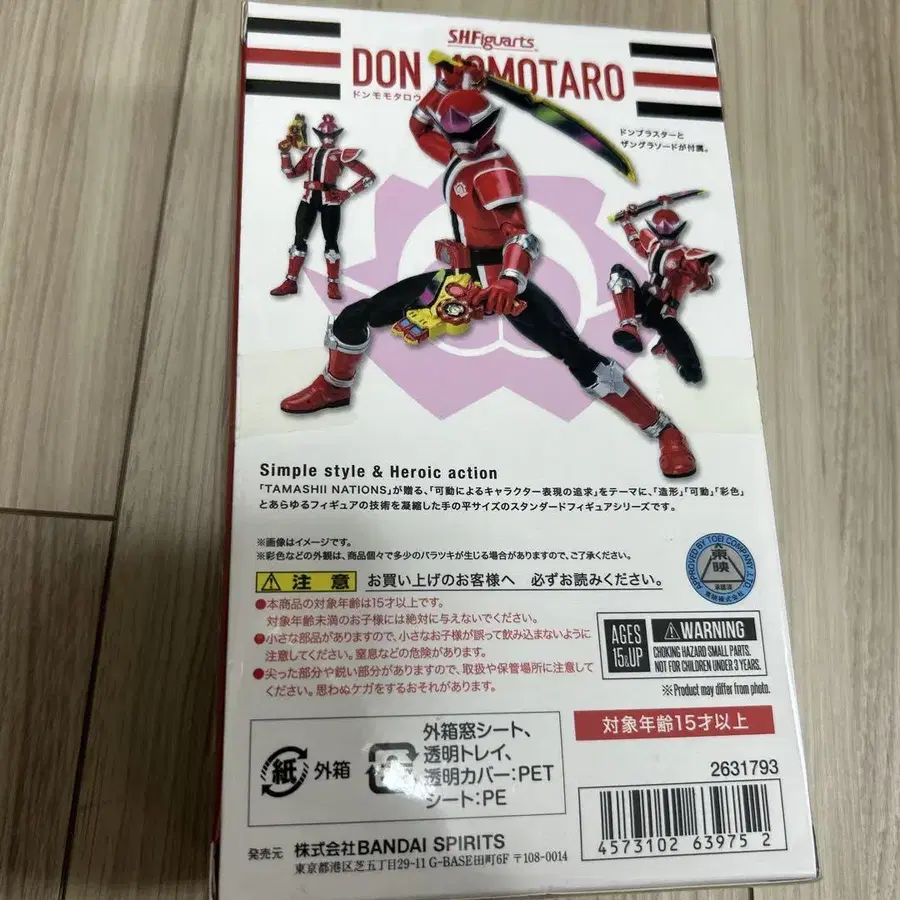 S.H.Figuarts
DON MOMOTARO
ドンモモタロウ
ドンブラスターと
ザングラソードが付属。
Simple style & Heroic action
「TAMASHII NATIONS」が贈る、「可動によるキャラクター表現の追求」をテーマに、「造形」「可動」「彩色」
とあらゆるフィギュアの技術を凝縮した手の平サイズのスタンダードフィギュアシリーズです。
※画像はイメージです。
※彩色などの外観は、商品個々で多少のバラツキが生じる場合がありますので、ご了承ください。
注意 お買い上げのお客様へ 必ずお読みください。
●本商品の対象年齢は15才以上です。
対象年齢未満のお子様には絶対に与えないでください。
●小さな部品がありますので、小さなお子様が誤って飲み込まないように
注意してください。窒息などの危険があります。
●尖った部分や鋭い部分がありますので、取扱や保管場所に注意して
ください。思わぬケガをするおそれがあります。
APPROVED BY TOEI COMPANY, LTD.
東映
承認済
東映株式会社
AGES
15&UP
WARNING
CHOKING HAZARD SMALL PARTS.
NOT FOR CHILDREN UNDER 3 YEARS.
※Product may differ from photo.
対象年齢15才以上
紙 外箱
プラ
外箱窓シート、
透明トレイ、
透明カバー:PET
シート:PE
2631793
4573102 63975 2
発売元 株式会社BANDAI SPIRITS
東京都港区芝五丁目29-11 G-BASE田町6F 〒108-0014